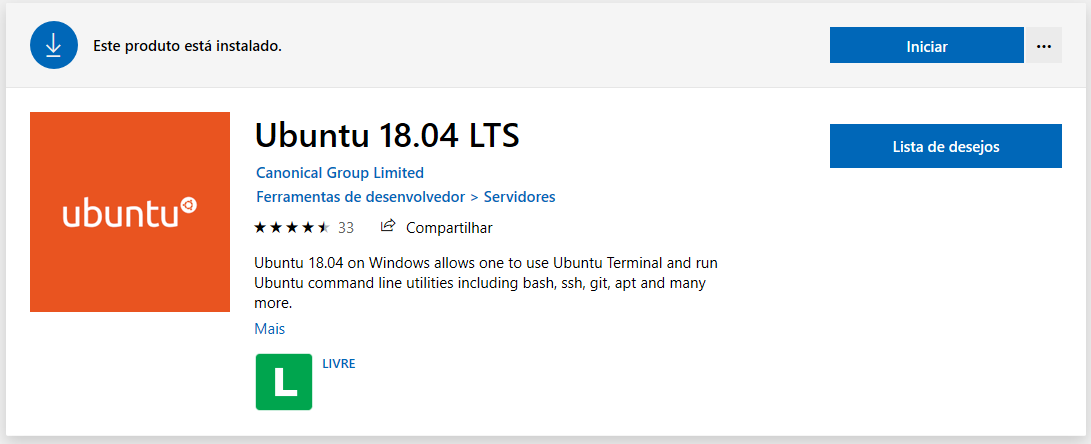 Este produto está instalado.
Iniciar
...
ubuntu
Ubuntu 18.04 LTS
Lista de desejos
Canonical Group Limited
Ferramentas de desenvolvedor > Servidores
33
Compartilhar
Ubuntu 18.04 on Windows allows one to use Ubuntu Terminal and run
Ubuntu command line utilities including bash, ssh, git, apt and many
more.
Mais
L
LIVRE